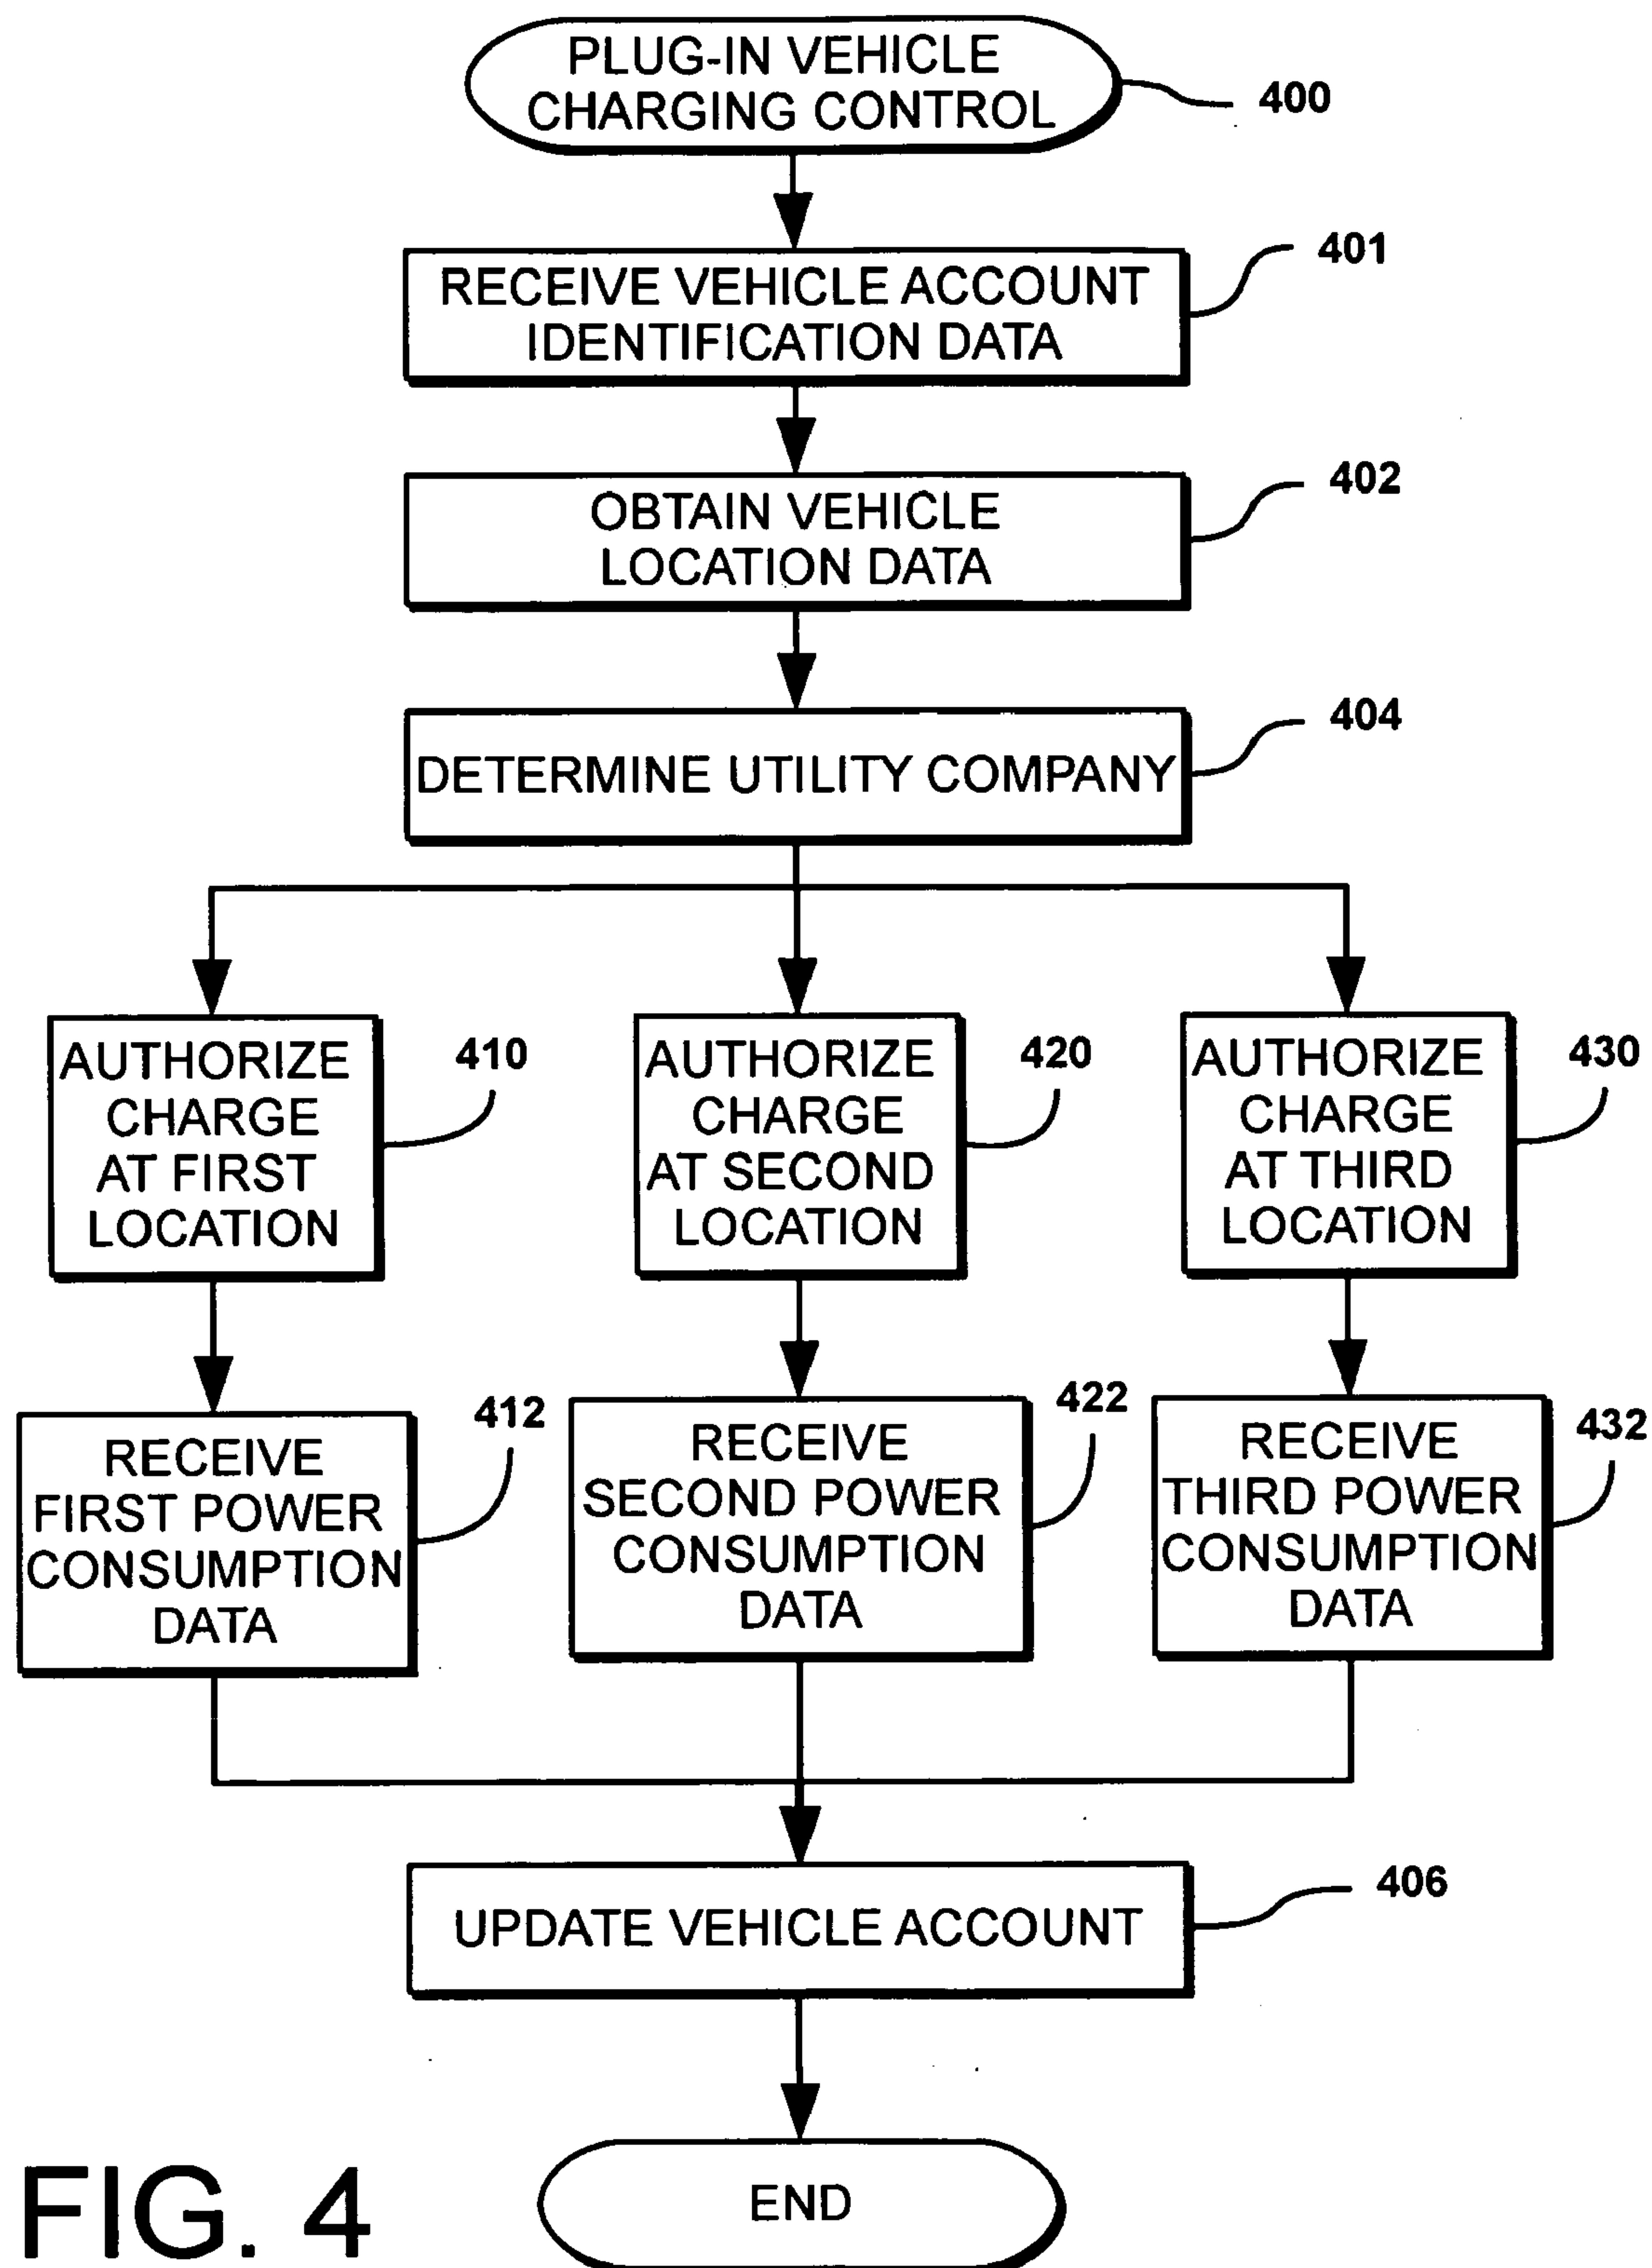 PLUG-IN VEHICLE
CHARGING CONTROL
400
RECEIVE VEHICLE ACCOUNT
IDENTIFICATION DATA
401
OBTAIN VEHICLE
LOCATION DATA
402
DETERMINE UTILITY COMPANY
404
AUTHORIZE
CHARGE
AT FIRST
LOCATION
410
AUTHORIZE
CHARGE
AT SECOND
LOCATION
420
AUTHORIZE
CHARGE
AT THIRD
LOCATION
430
RECEIVE
FIRST POWER
CONSUMPTION
DATA
412
RECEIVE
SECOND POWER
CONSUMPTION
DATA
422
RECEIVE
THIRD POWER
CONSUMPTION
DATA
432
UPDATE VEHICLE ACCOUNT
406
END
FIG. 4